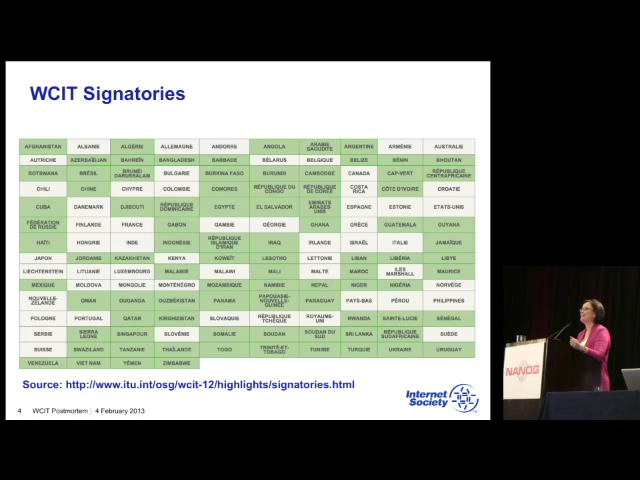 WCIT Signatories
AFGHANISTAN ALBANIE ALGÉRIE ALLEMAGNE ANDORRE ANGOLA ARABIE SAOUDITE ARGENTINE ARMÉNIE AUSTRALIE
AUTRICHE AZERBAÏDJAN BAHREÏN BANGLADESH BARBADE BÉLARUS BELGIQUE BELIZE BÉNIN BHOUTAN
BOTSWANA BRÉSIL BRUNÉI DARUSSALAM BULGARIE BURKINA FASO BURUNDI CAMBODGE CANADA CAP-VERT RÉPUBLIQUE CENTRAFRICAINE
CHILI CHINE CHYPRE COLOMBIE COMORES RÉPUBLIQUE DU CONGO RÉPUBLIQUE DE CORÉE COSTA RICA CÔTE D'IVOIRE CROATIE
CUBA DANEMARK DJIBOUTI RÉPUBLIQUE DOMINICAINE EGYPTE EL SALVADOR EMIRATS ARABES UNIS ESPAGNE ESTONIE ETATS-UNIS
FÉDÉRATION DE RUSSIE FINLANDE FRANCE GABON GAMBIE GÉORGIE GHANA GRÈCE GUATEMALA GUYANA
HAÏTI HONGRIE INDE INDONÉSIE RÉPUBLIQUE ISLAMIQUE D'IRAN IRAQ IRLANDE ISRAËL ITALIE JAMAÏQUE
JAPON JORDANIE KAZAKHSTAN KENYA KOWEÏT LESOTHO LETTONIE LIBAN LIBÉRIA LIBYE
LIECHTENSTEIN LITUANIE LUXEMBOURG MALAISIE MALAWI MALI MALTE MAROC ILES MARSHALL MAURICE
MEXIQUE MOLDOVA MONGOLIE MONTÉNÉGRO MOZAMBIQUE NAMIBIE NEPAL NIGER NIGÉRIA NORVÈGE
NOUVELLE-ZÉLANDE OMAN OUGANDA OUZBÉKISTAN PANAMA PAPOUASIE-NOUVELLE-GUINÉE PARAGUAY PAYS-BAS PÉROU PHILIPPINES
POLOGNE PORTUGAL QATAR KIRGHIZISTAN SLOVAQUIE RÉPUBLIQUE TCHÈQUE ROYAUME-UNI RWANDA SAINTE-LUCIE SÉNÉGAL
SERBIE SIERRA LEONE SINGAPOUR SLOVÉNIE SOMALIE SOUDAN SOUDAN DU SUD SRI LANKA RÉPUBLIQUE SUDAFRICAINE SUÈDE
SUISSE SWAZILAND TANZANIE THAÏLANDE TOGO TRINITÉ-ET-TOBAGO TUNISIE TURQUIE UKRAINE URUGUAY
VENEZUELA VIET NAM YÉMEN ZIMBABWE
Source: http://www.itu.int/osg/wcit-12/highlights/signatories.html
4 WCIT Postmortem | 4 February 2013
Internet
Society
NANOG